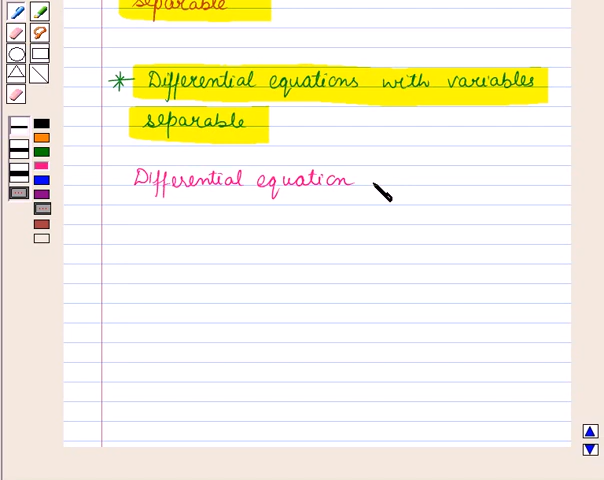 separable
* Differential equations with variables
separable
Differential equation